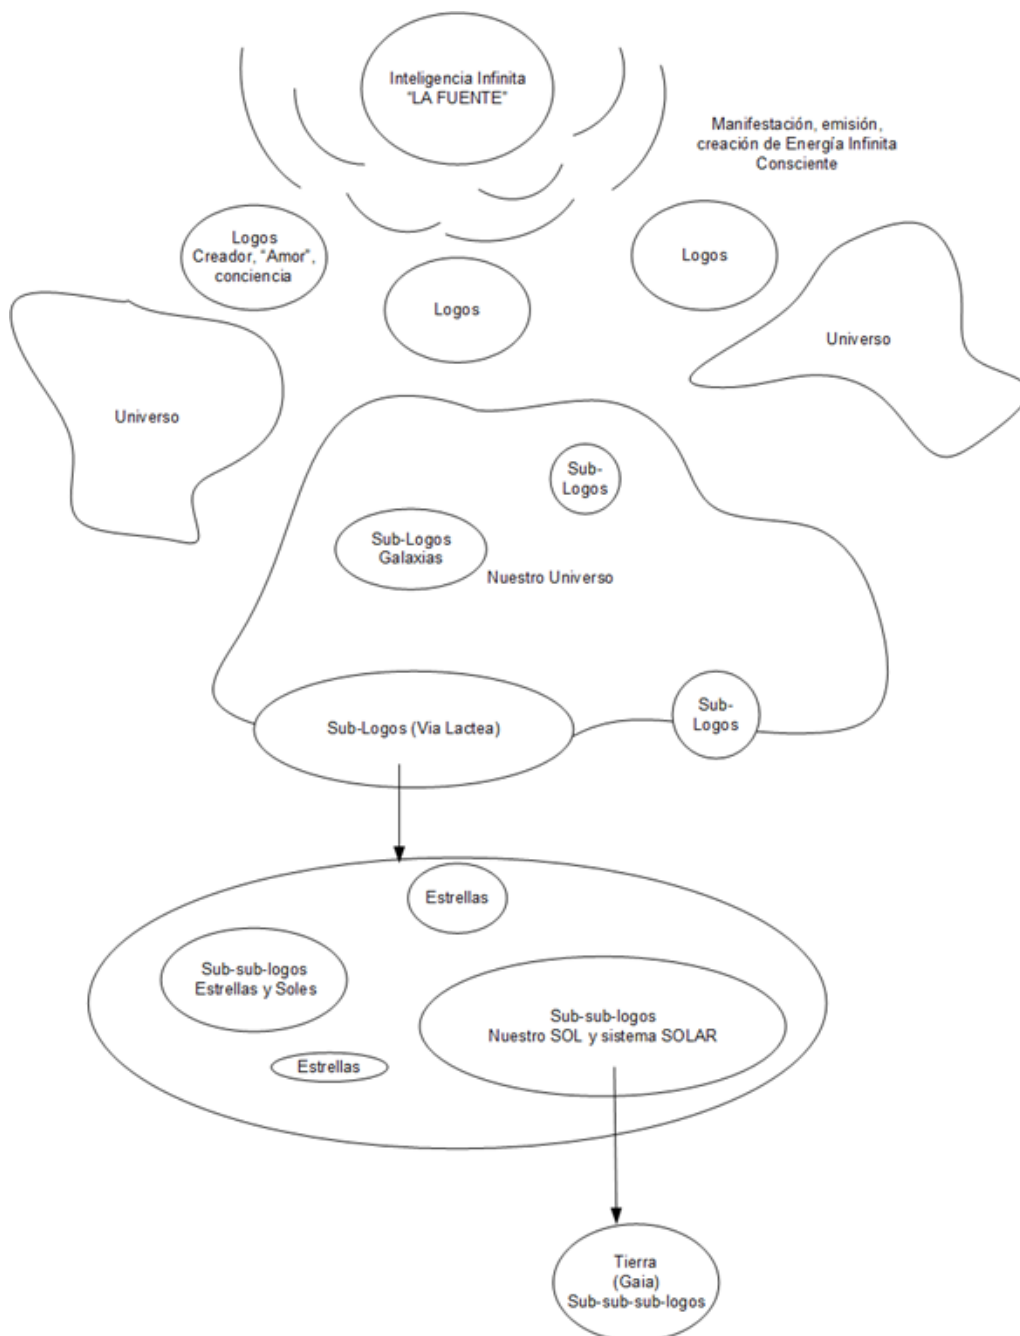 Inteligencia Infinita
"LA FUENTE"
Manifestación, emisión,
creación de Energía Infinita
Consciente
Logos
Creador, "Amor",
conciencia
Logos
Logos
Universo
Universo
Sub-
Logos
Sub-Logos
Galaxias
Nuestro Universo
Sub-Logos (Via Lactea)
Sub-
Logos
Estrellas
Sub-sub-logos
Estrellas y Soles
Sub-sub-logos
Nuestro SOL y sistema SOLAR
Estrellas
Tierra
(Gaia)
Sub-sub-sub-logos